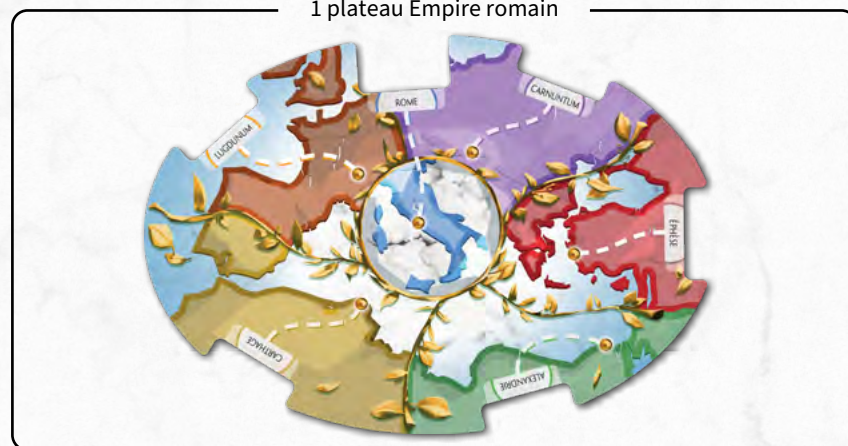 1 plateau Empire romain
ROME
CARNUNTUM
LUGDUNUM
ÉPHÈSE
CARTHAGE
ALEXANDRIE